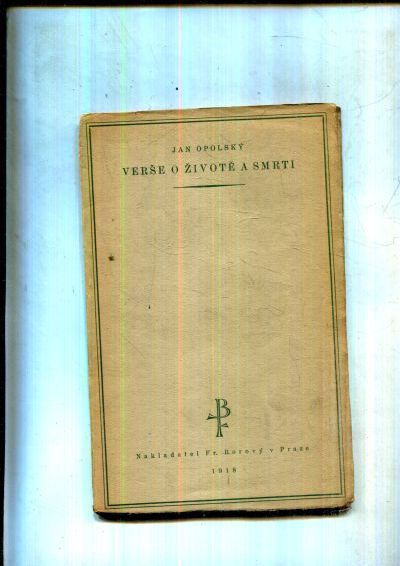 JAN OPOLSKÝ
VERŠE O ŽIVOTĚ A SMRTI
B
Nakladatel Fr. Borový v Praze
1918